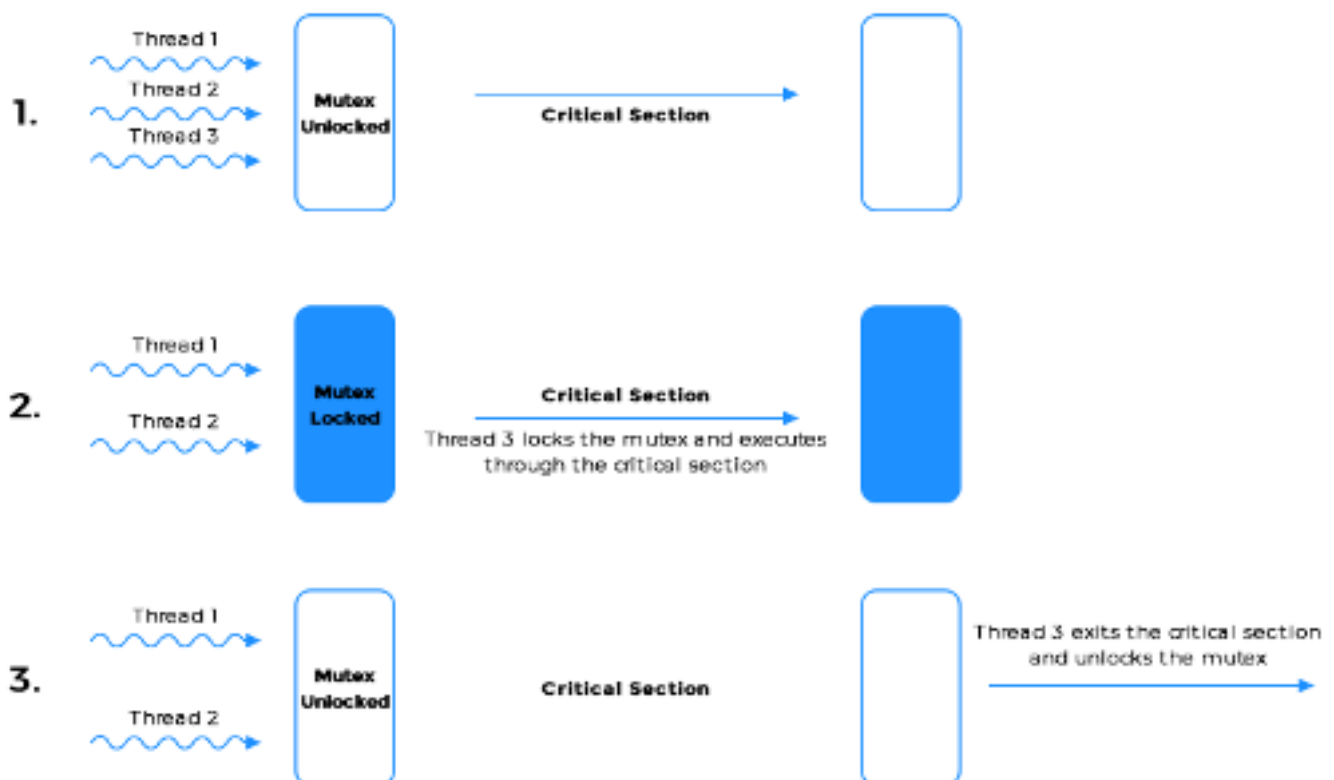 1.
Thread 1
Thread 2
Thread 3
Mutex
Unlocked
Critical Section
2.
Thread 1
Thread 2
Mutex
Locked
Critical Section
Thread 3 locks the mutex and executes
through the critical section
3.
Thread 1
Thread 2
Mutex
Unlocked
Critical Section
Thread 3 exits the critical section
and unlocks the mutex